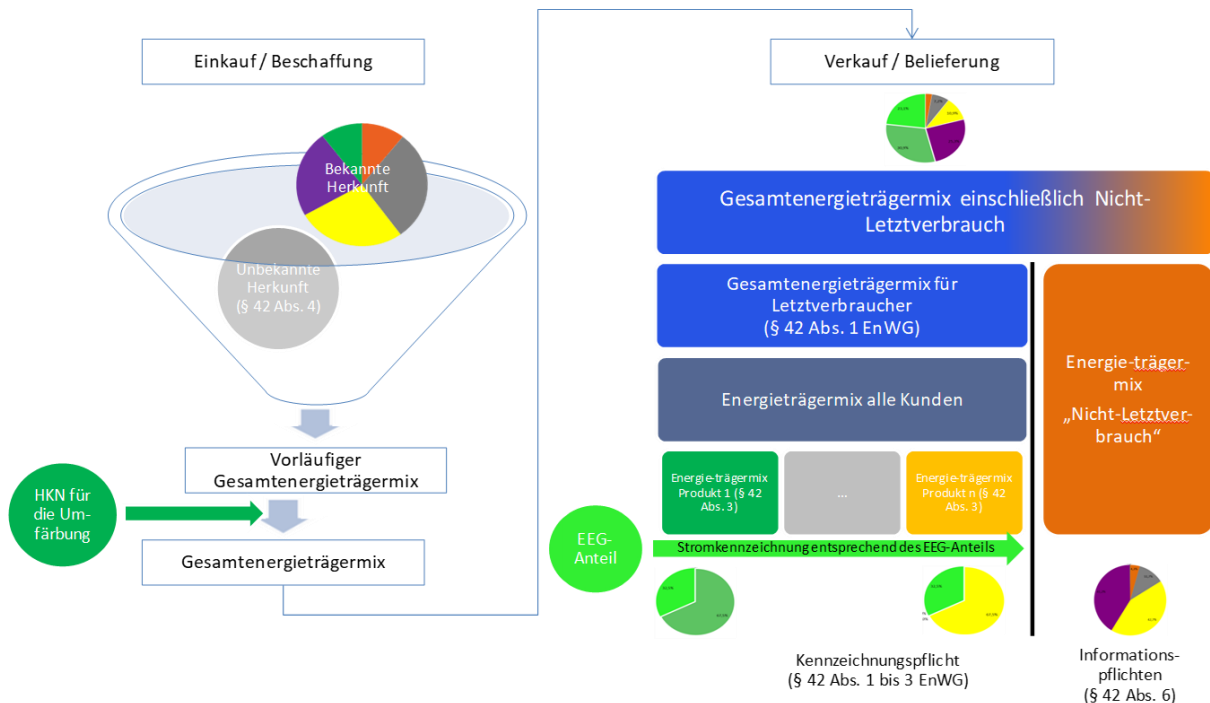 Einkauf / Beschaffung
Bekannte
Herkunft
Unbekannte
Herkunft
(§ 42 Abs. 4)
Vorläufiger
Gesamtenergieträgermix
HKN für
die Um-
färbung
Gesamtenergieträgermix
Verkauf / Belieferung
Gesamtenergieträgermix einschließlich Nicht-
Letztverbrauch
Gesamtenergieträgermix für
Letztverbraucher
(§ 42 Abs. 1 EnWG)
Energieträgermix alle Kunden
Energie-trägermix
Produkt 1 (§ 42
Abs. 3)
...
Energie-trägermix
Produkt n (§ 42
Abs. 3)
Energie-träger-
mix
„Nicht-Letztver-
brauch“
EEG-
Anteil
Stromkennzeichnung entsprechend des EEG-Anteils
Kennzeichnungspflicht
(§ 42 Abs. 1 bis 3 EnWG)
Informations-
pflichten
(§ 42 Abs. 6)